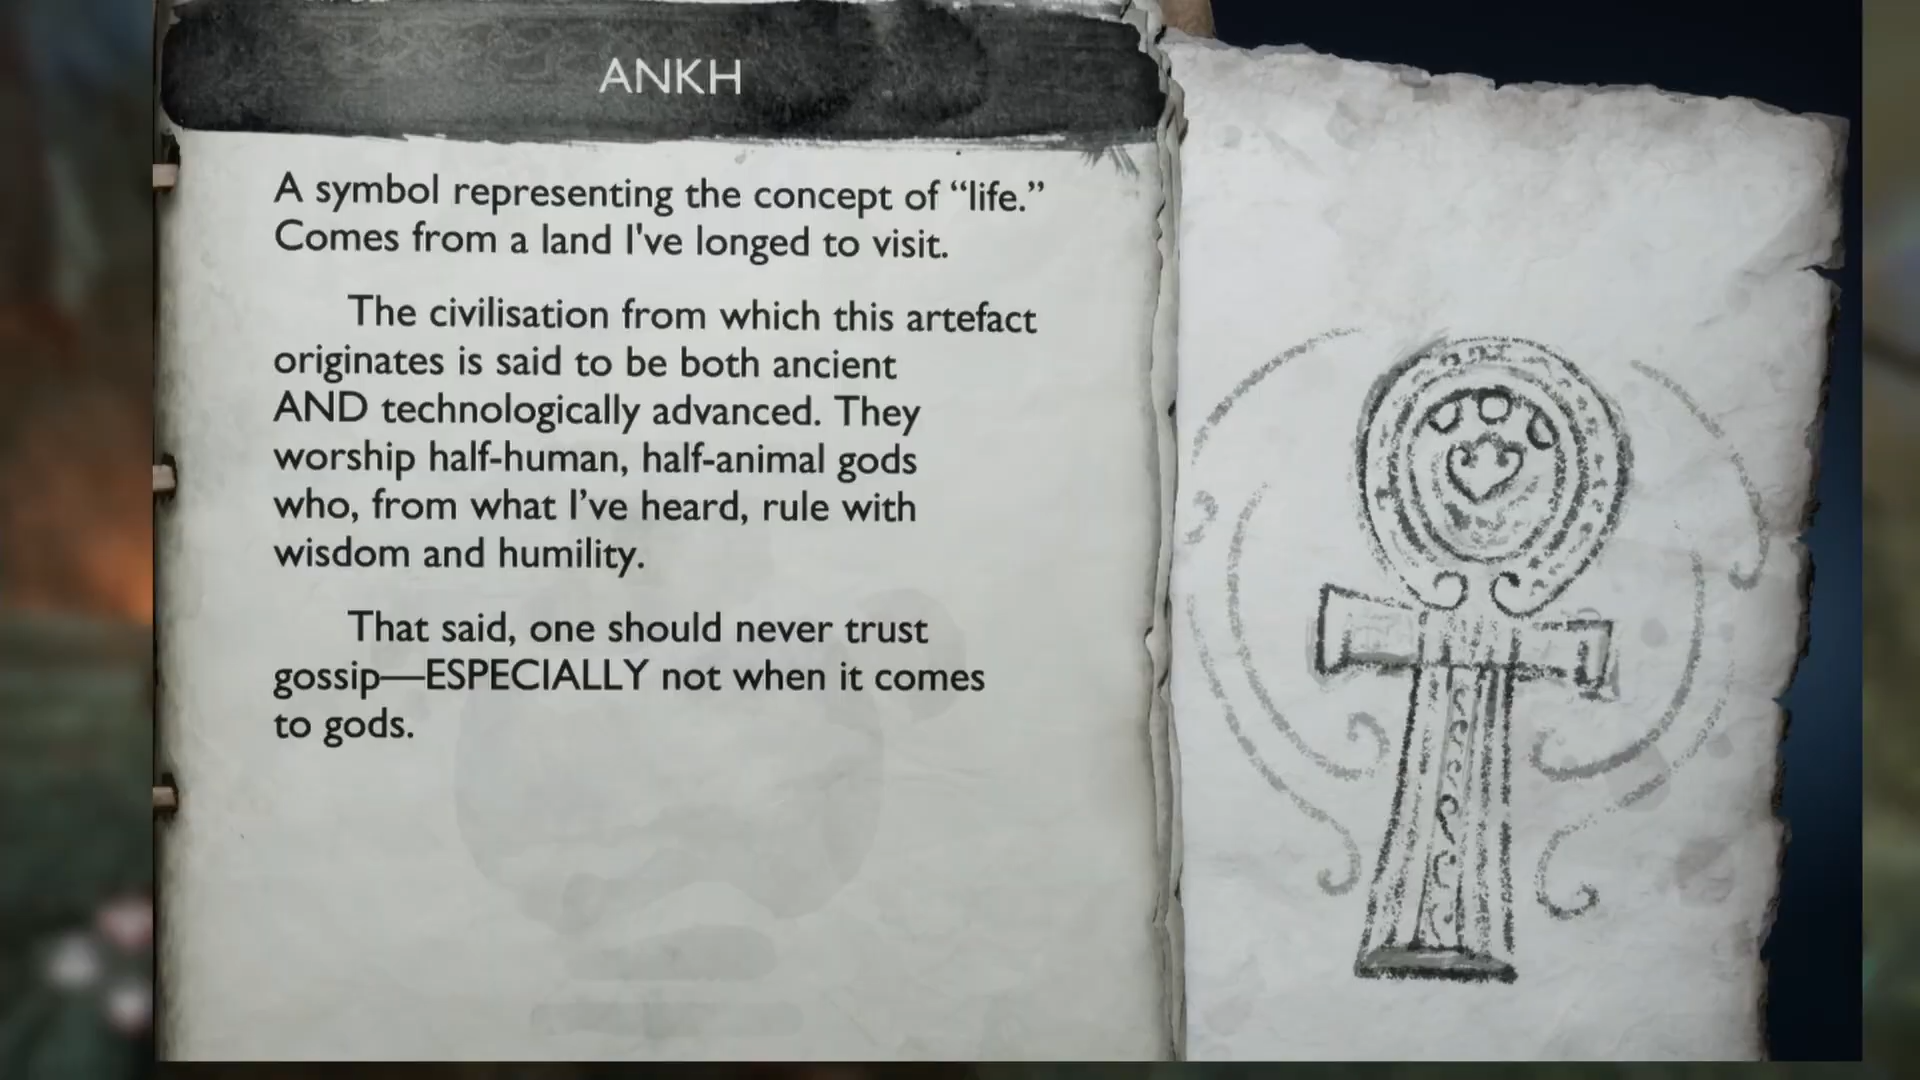 ANKH
A symbol representing the concept of “life.”
Comes from a land I've longed to visit.
The civilisation from which this artefact
originates is said to be both ancient
AND technologically advanced. They
worship half-human, half-animal gods
who, from what I’ve heard, rule with
wisdom and humility.
That said, one should never trust
gossip—ESPECIALLY not when it comes
to gods.